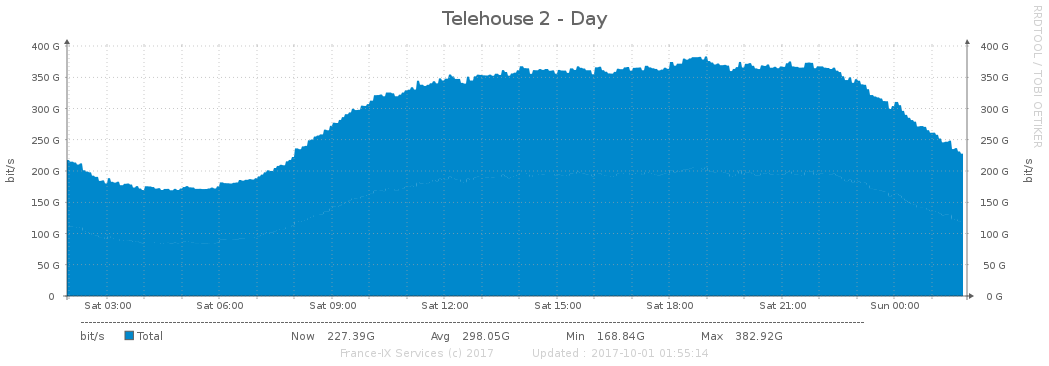 Telehouse 2 - Day
RRDTOOL / TOBI OETIKER
400 G 400 G
350 G 350 G
300 G 300 G
250 G 250 G
200 G 200 G
150 G 150 G
100 G 100 G
50 G 50 G
0 0 G
bit/s bit/s
Sat 03:00 Sat 06:00 Sat 09:00 Sat 12:00 Sat 15:00 Sat 18:00 Sat 21:00 Sun 00:00
bit/s Total Now 227.39G Avg 298.05G Min 168.84G Max 382.92G
France-IX Services (c) 2017 Updated : 2017-10-01 01:55:14